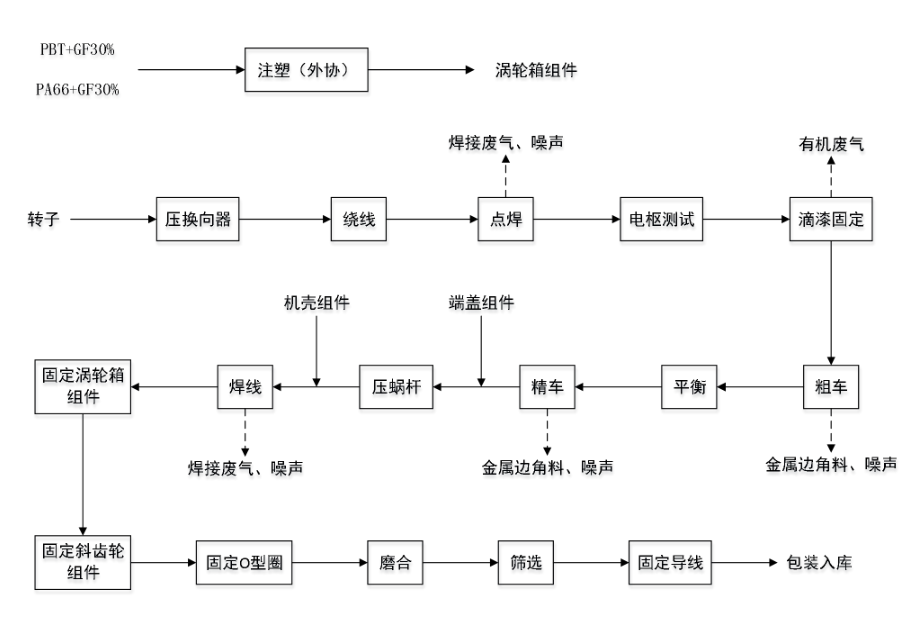 PBT+GF30%
PA66+GF30%
注塑（外协）
涡轮箱组件
焊接废气、噪声
有机废气
转子
压换向器
绕线
点焊
电枢测试
滴漆固定
机壳组件
端盖组件
固定涡轮箱
组件
焊线
压蜗杆
精车
平衡
粗车
焊接废气、噪声
金属边角料、噪声
金属边角料、噪声
固定斜齿轮
组件
固定O型圈
磨合
筛选
固定导线
包装入库